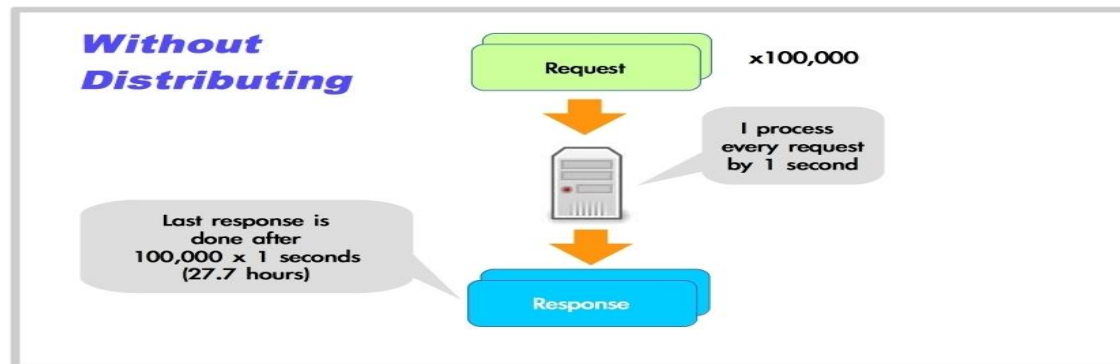 Without
Distributing
Request
x100,000
I process
every request
by 1 second
Last response is
done after
100,000 x 1 seconds
(27.7 hours)
Response